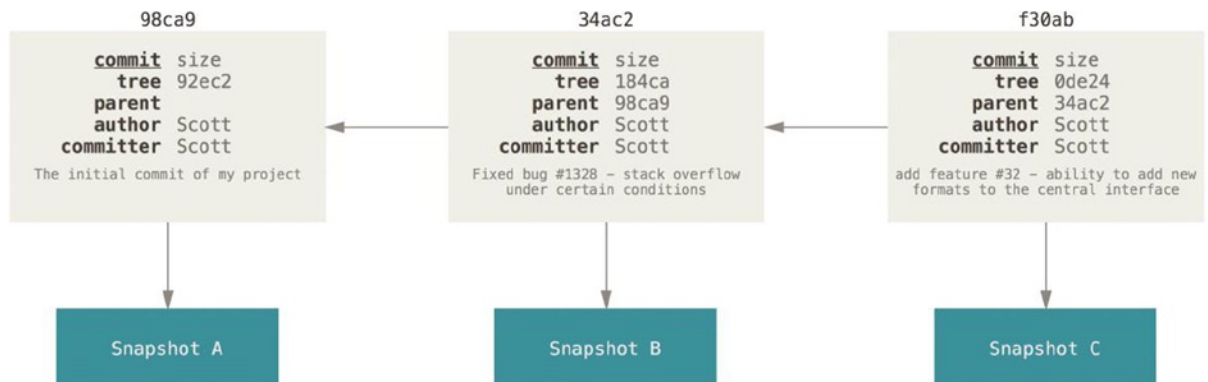 98ca9
commit size
tree 92ec2
parent
author Scott
committer Scott
The initial commit of my project
Snapshot A
34ac2
commit size
tree 184ca
parent 98ca9
author Scott
committer Scott
Fixed bug #1328 – stack overflow
under certain conditions
Snapshot B
f30ab
commit size
tree 0de24
parent 34ac2
author Scott
committer Scott
add feature #32 – ability to add new
formats to the central interface
Snapshot C